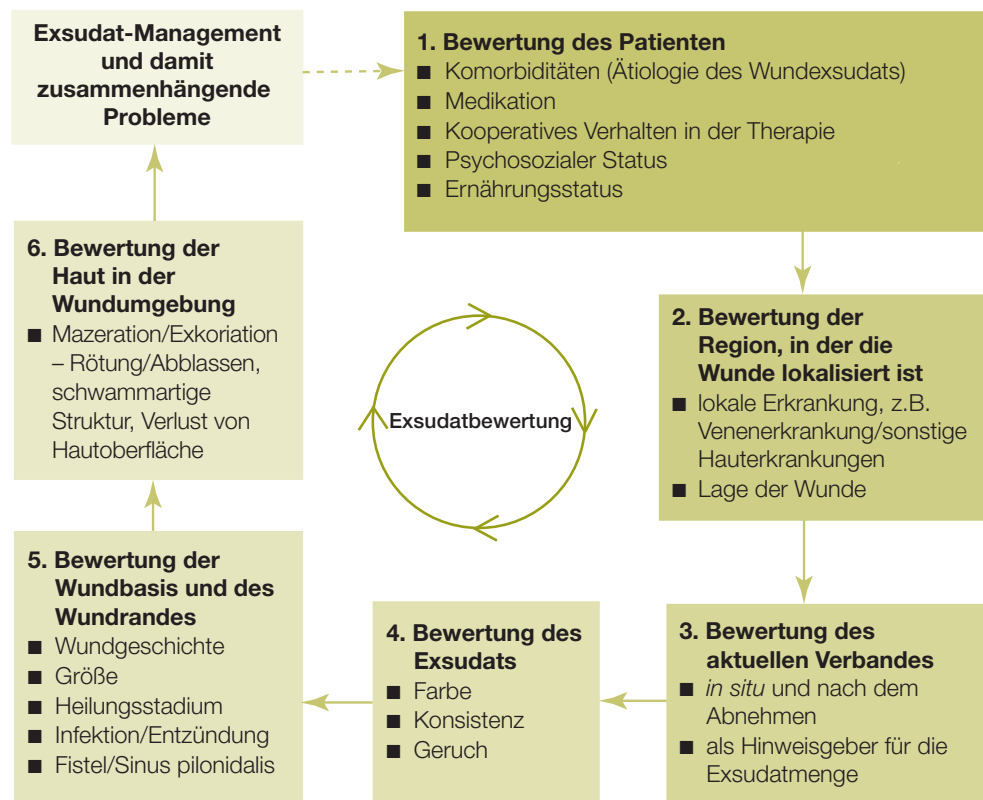 Exsudat-Management
und damit
zusammenhängende
Probleme
1. Bewertung des Patienten
■ Komorbiditäten (Ätiologie des Wundexsudats)
■ Medikation
■ Kooperatives Verhalten in der Therapie
■ Psychosozialer Status
■ Ernährungsstatus
2. Bewertung der
Region, in der die
Wunde lokalisiert ist
■ lokale Erkrankung, z.B.
Venenerkrankung/sonstige
Hauterkrankungen
■ Lage der Wunde
3. Bewertung des
aktuellen Verbandes
■ in situ und nach dem
Abnehmen
■ als Hinweisgeber für die
Exsudatmenge
4. Bewertung des
Exsudats
■ Farbe
■ Konsistenz
■ Geruch
5. Bewertung der
Wundbasis und des
Wundrandes
■ Wundgeschichte
■ Größe
■ Heilungsstadium
■ Infektion/Entzündung
■ Fistel/Sinus pilonidalis
6. Bewertung der
Haut in der
Wundumgebung
■ Mazeration/Exkoriation
– Rötung/Abblassen,
schwammartige
Struktur, Verlust von
Hautoberfläche
Exsudatbewertung